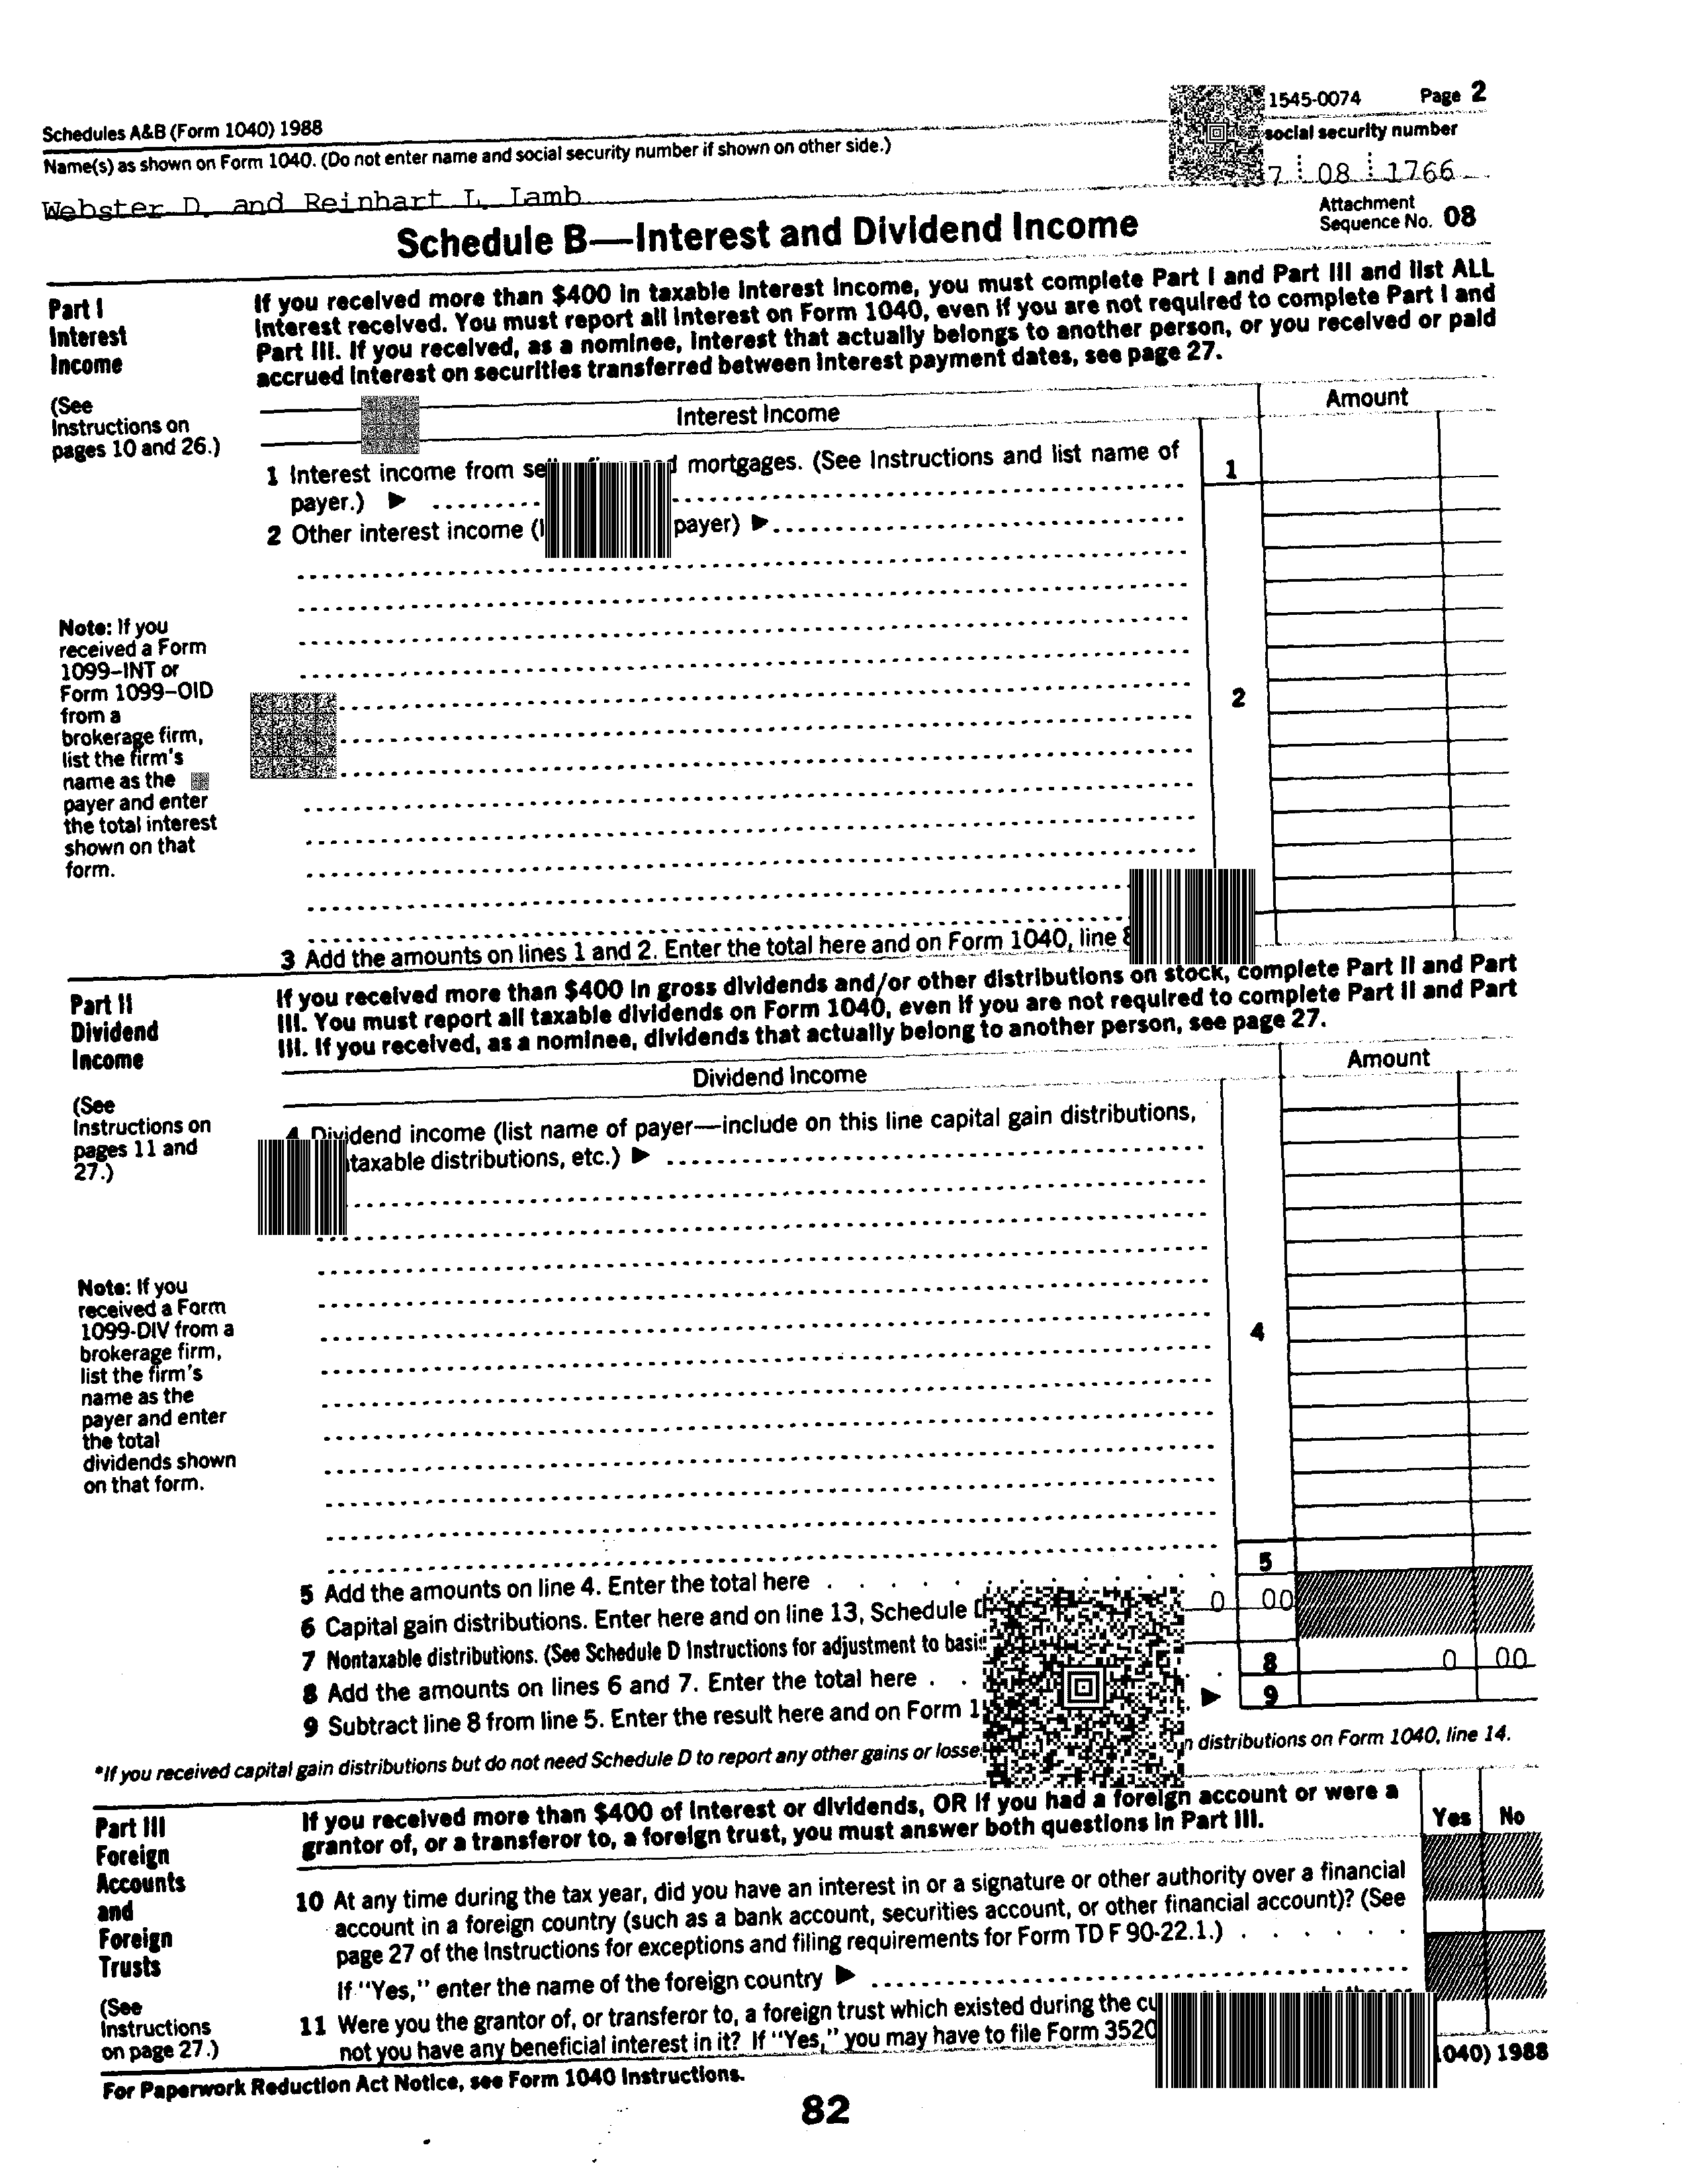 Schedules A&B (Form 1040) 1988
1545-0074 Page 2
Name(s) as shown on Form 1040. (Do not enter name and social security number if shown on other side.)
social security number
Webster D. and Reinhart L. Lamb
7 08 1766
Schedule B—Interest and Dividend Income
Attachment
Sequence No. 08
Part I
Interest
Income
(See
Instructions on
pages 10 and 26.)
If you received more than $400 in taxable interest income, you must complete Part I and Part III and list ALL
interest received. You must report all interest on Form 1040, even if you are not required to complete Part I and
Part III. If you received, as a nominee, interest that actually belongs to another person, or you received or paid
accrued interest on securities transferred between interest payment dates, see page 27.
Interest Income
Amount
1 Interest income from mortgages. (See Instructions and list name of
payer.) ▶
1
2 Other interest income payer) ▶
Note: If you
received a Form
1099–INT or
Form 1099–OID
from a
brokerage firm,
list the firm's
name as the
payer and enter
the total interest
shown on that
form.
2
3 Add the amounts on lines 1 and 2. Enter the total here and on Form 1040, line
Part II
Dividend
Income
(See
Instructions on
pages 11 and
27.)
If you received more than $400 in gross dividends and/or other distributions on stock, complete Part II and Part
III. You must report all taxable dividends on Form 1040, even if you are not required to complete Part II and Part
III. If you received, as a nominee, dividends that actually belong to another person, see page 27.
Dividend Income
Amount
4 Dividend income (list name of payer—include on this line capital gain distributions,
taxable distributions, etc.) ▶
Note: If you
received a Form
1099-DIV from a
brokerage firm,
list the firm's
name as the
payer and enter
the total
dividends shown
on that form.
4
5 Add the amounts on line 4. Enter the total here
5
6 Capital gain distributions. Enter here and on line 13, Schedule
0 00
7 Nontaxable distributions. (See Schedule D Instructions for adjustment to
8 Add the amounts on lines 6 and 7. Enter the total here
8 0 00
9 Subtract line 8 from line 5. Enter the result here and on Form
▶ 9
*If you received capital gain distributions but do not need Schedule D to report any other gains or distributions on Form 1040, line 14.
Part III
Foreign
Accounts
and
Foreign
Trusts
(See
Instructions
on page 27.)
If you received more than $400 of interest or dividends, OR if you had a foreign account or were a
grantor of, or a transferor to, a foreign trust, you must answer both questions in Part III.
Yes No
10 At any time during the tax year, did you have an interest in or a signature or other authority over a financial
account in a foreign country (such as a bank account, securities account, or other financial account)? (See
page 27 of the Instructions for exceptions and filing requirements for Form TD F 90-22.1.)
If "Yes," enter the name of the foreign country ▶
11 Were you the grantor of, or transferor to, a foreign trust which existed during the
not you have any beneficial interest in it? If "Yes," you may have to file Form 3520
For Paperwork Reduction Act Notice, see Form 1040 Instructions.
1040) 1988
82